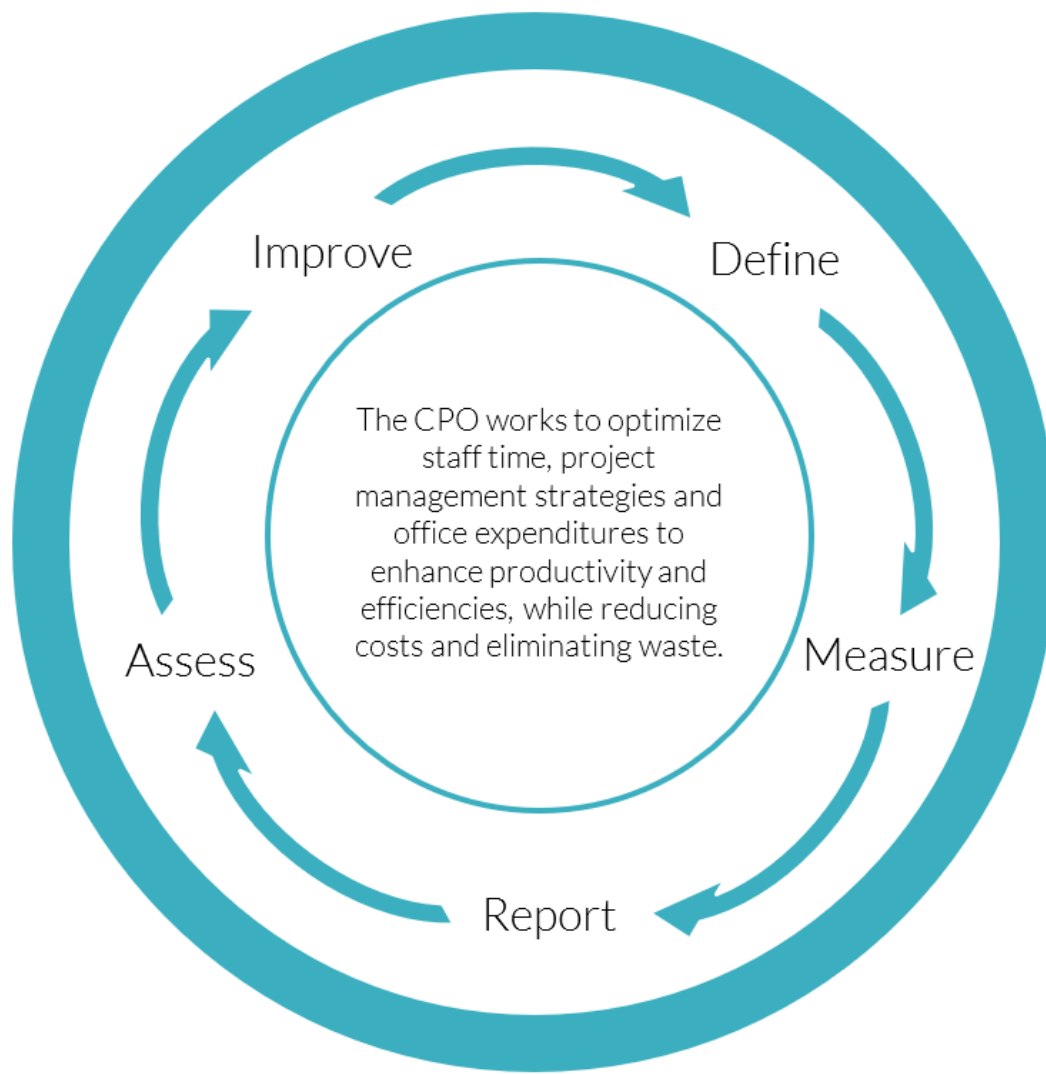 Improve
Define
The CPO works to optimize
staff time, project
management strategies and
office expenditures to
enhance productivity and
efficiencies, while reducing
costs and eliminating waste.
Assess
Measure
Report